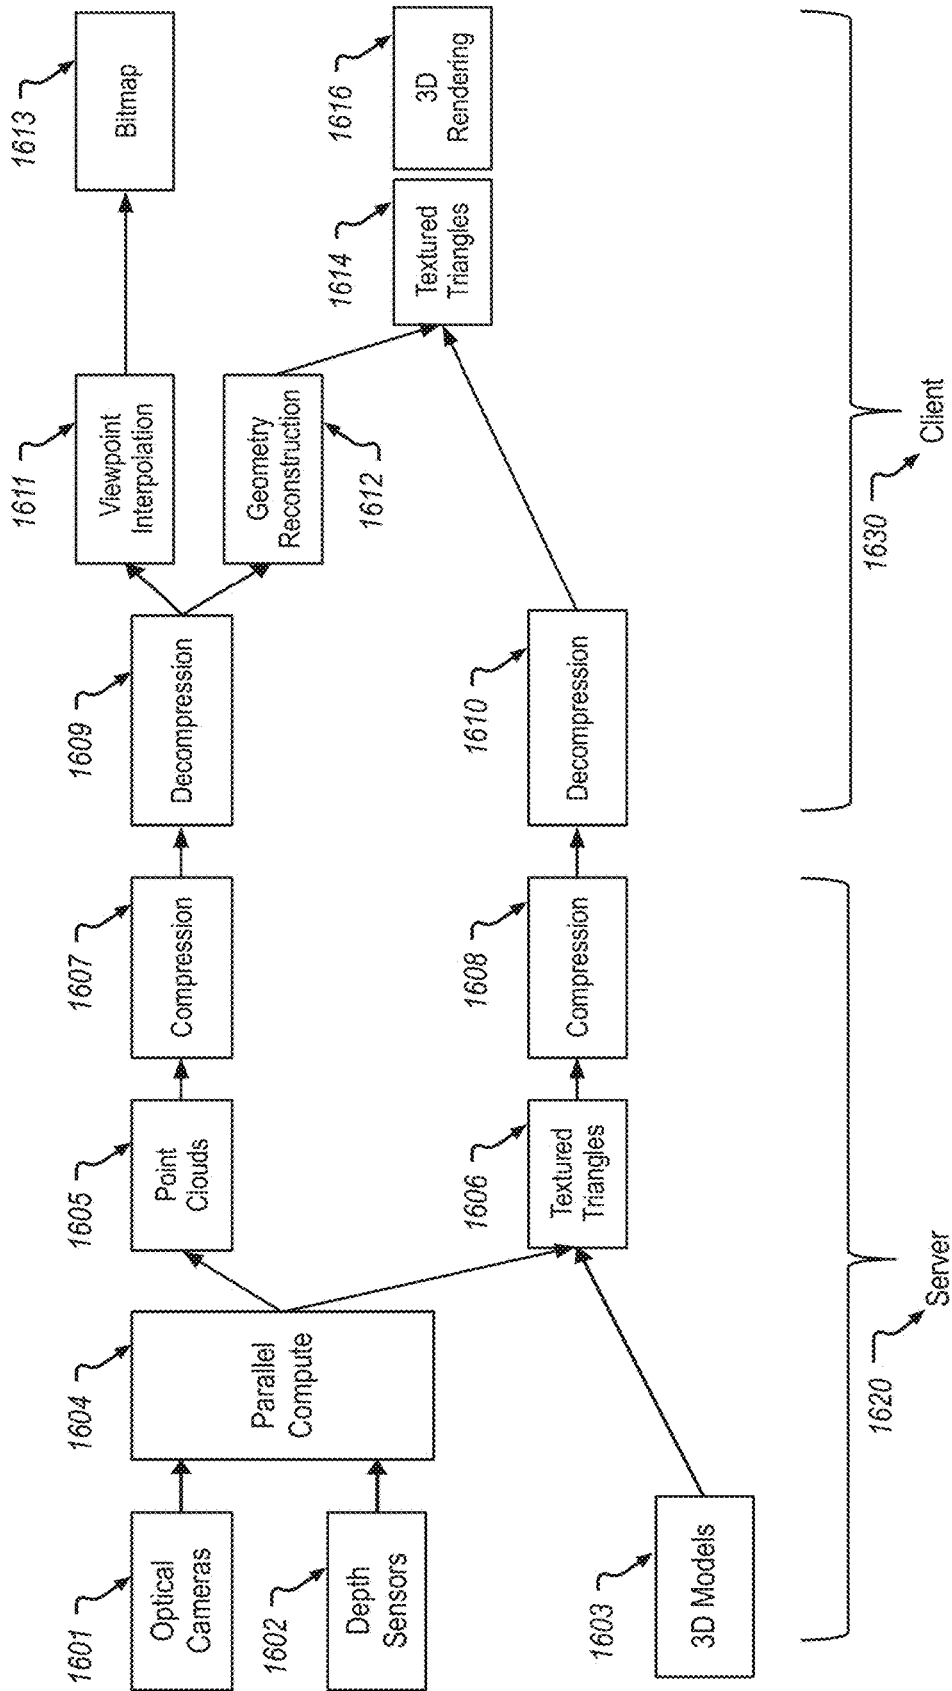 1601
Optical
Cameras
1602
Depth
Sensors
1603
3D Models
1604
Parallel
Compute
1605
Point
Clouds
1606
Textured
Triangles
1607
Compression
1608
Compression
1620
Server
1609
Decompression
1610
Decompression
1611
Viewpoint
Interpolation
Geometry
Reconstruction
1612
1613
Bitmap
1614
Textured
Triangles
1616
3D
Rendering
1630
Client